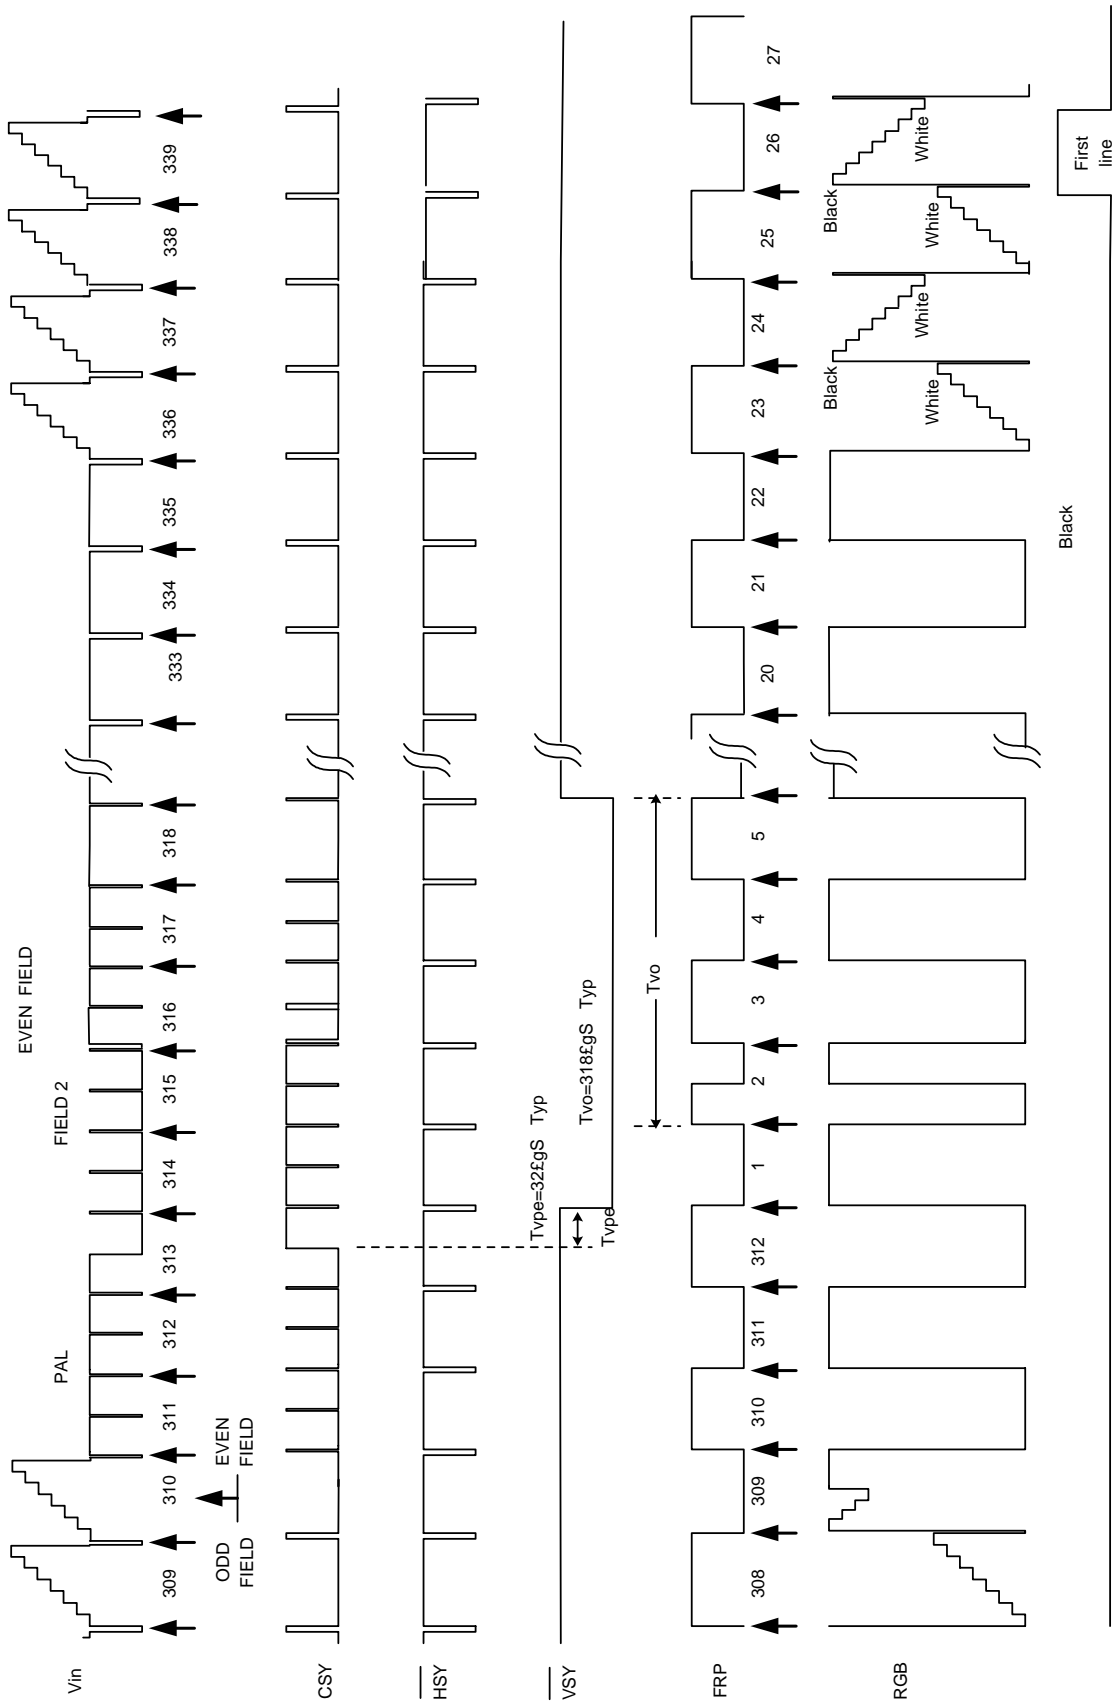 EVEN FIELD
PAL
FIELD 2
Vin
309
310
311
312
313
314
315
316
317
318
333
334
335
336
337
338
339
ODD
FIELD
EVEN
FIELD
CSY
HSY
VSY
Tvpe=32£gS Typ
Tvpe
Tvo=318£gS Typ
Tvo
FRP
308
309
310
311
312
1
2
3
4
5
20
21
22
23
24
25
26
27
RGB
Black
White
Black
White
White
White
Black
First
line